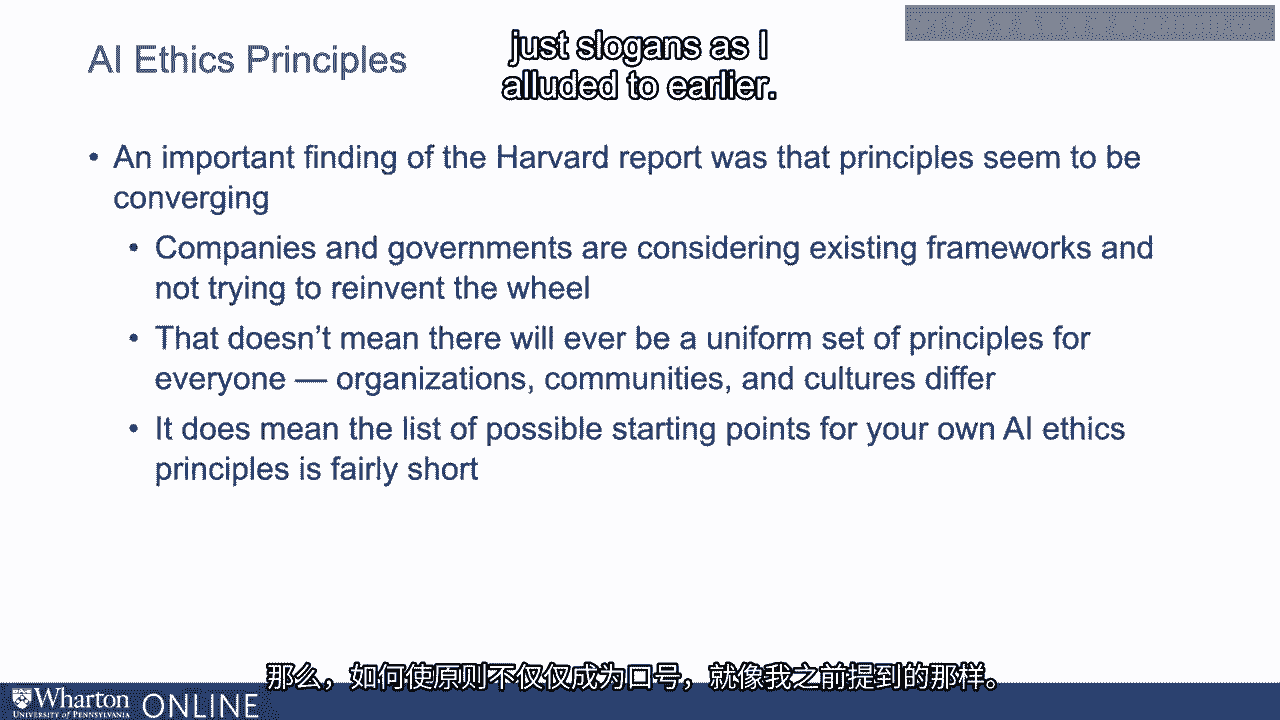 AI Ethics Principles
just slogans as I
alluded to earlier.
• An important finding of the Harvard report was that principles seem to be
converging
• Companies and governments are considering existing frameworks and
not trying to reinvent the wheel
• That doesn’t mean there will ever be a uniform set of principles for
everyone — organizations, communities, and cultures differ
• It does mean the list of possible starting points for your own AI ethics
principles is fairly short
那么，如何使原则不仅仅成为口号，就像我之前提到的那样。
Wharton
UNIVERSITY of PENNSYLVANIA
ONLINE